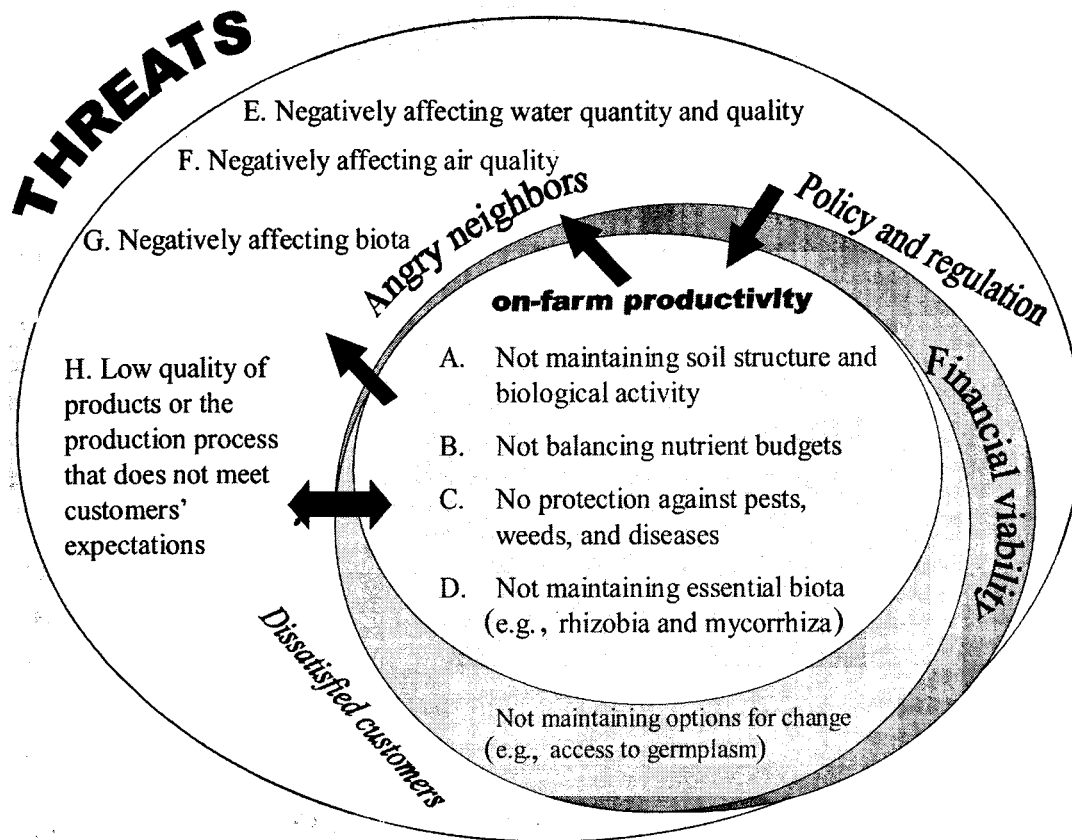 THREATS
E. Negatively affecting water quantity and quality
F. Negatively affecting air quality
G. Negatively affecting biota
Angry neighbors
Policy and regulation
on-farm productivity
Financial viability
H. Low quality of
products or the
production process
that does not meet
customers'
expectations
A. Not maintaining soil structure and
biological activity
B. Not balancing nutrient budgets
C. No protection against pests,
weeds, and diseases
D. Not maintaining essential biota
(e.g., rhizobia and mycorrhiza)
Dissatisfied customers
Not maintaining options for change
(e.g., access to germplasm)